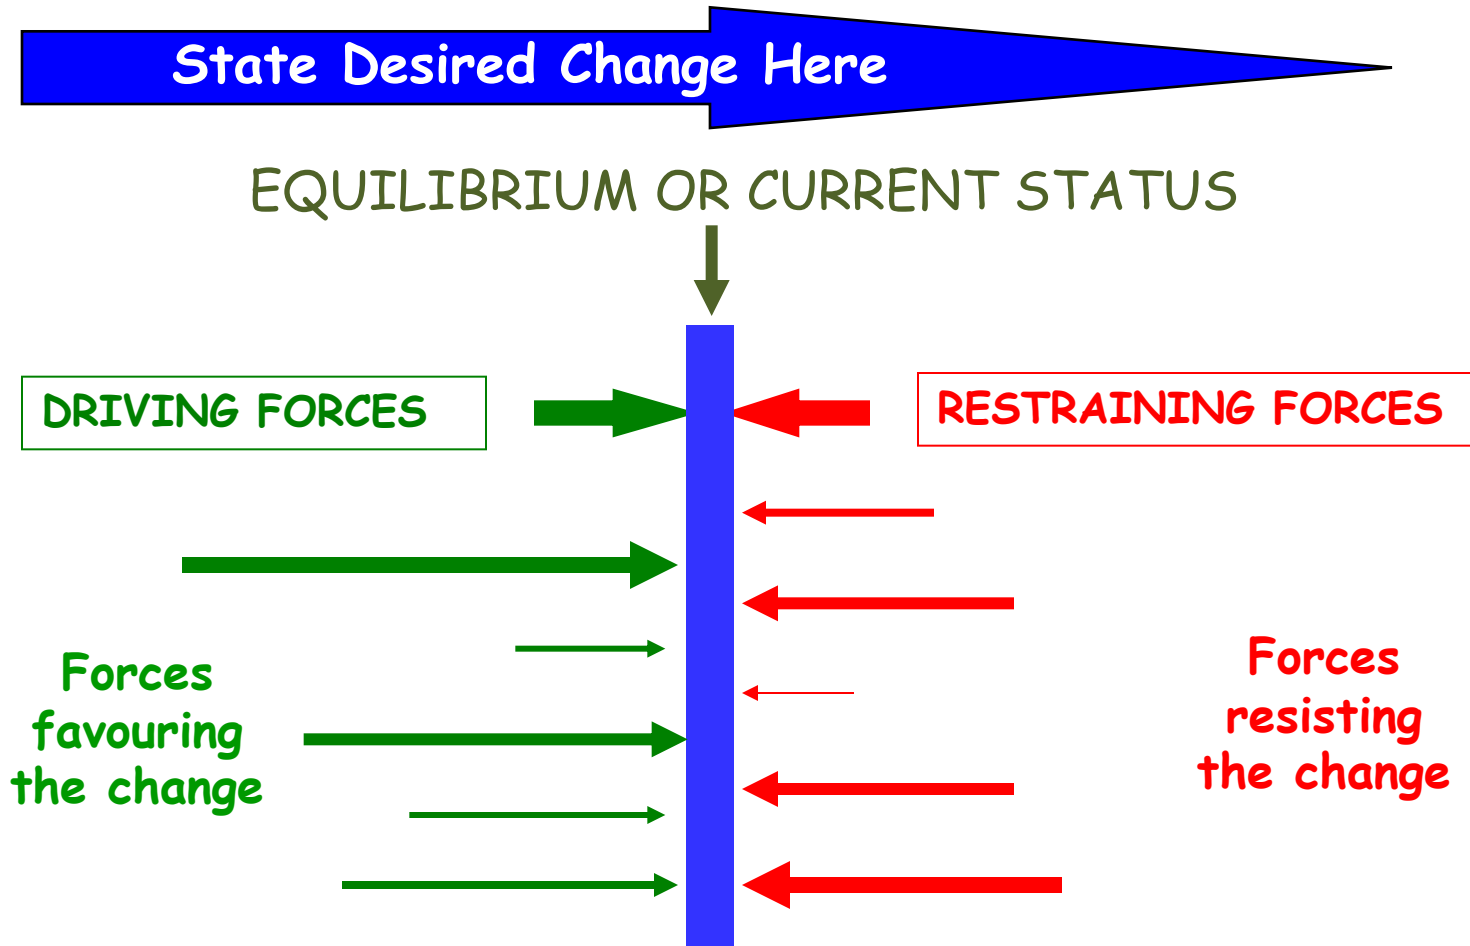 State Desired Change Here
EQUILIBRIUM OR CURRENT STATUS
DRIVING FORCES
RESTRAINING FORCES
Forces
favouring
the change
Forces
resisting
the change